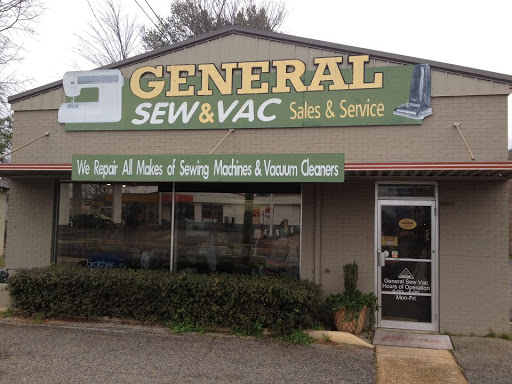 GENERAL
SEW & VAC Sales & Service
We Repair All Makes of Sewing Machines & Vacuum Cleaners
brother
General Sew Vac
Hours of Operation
Mon-Fri